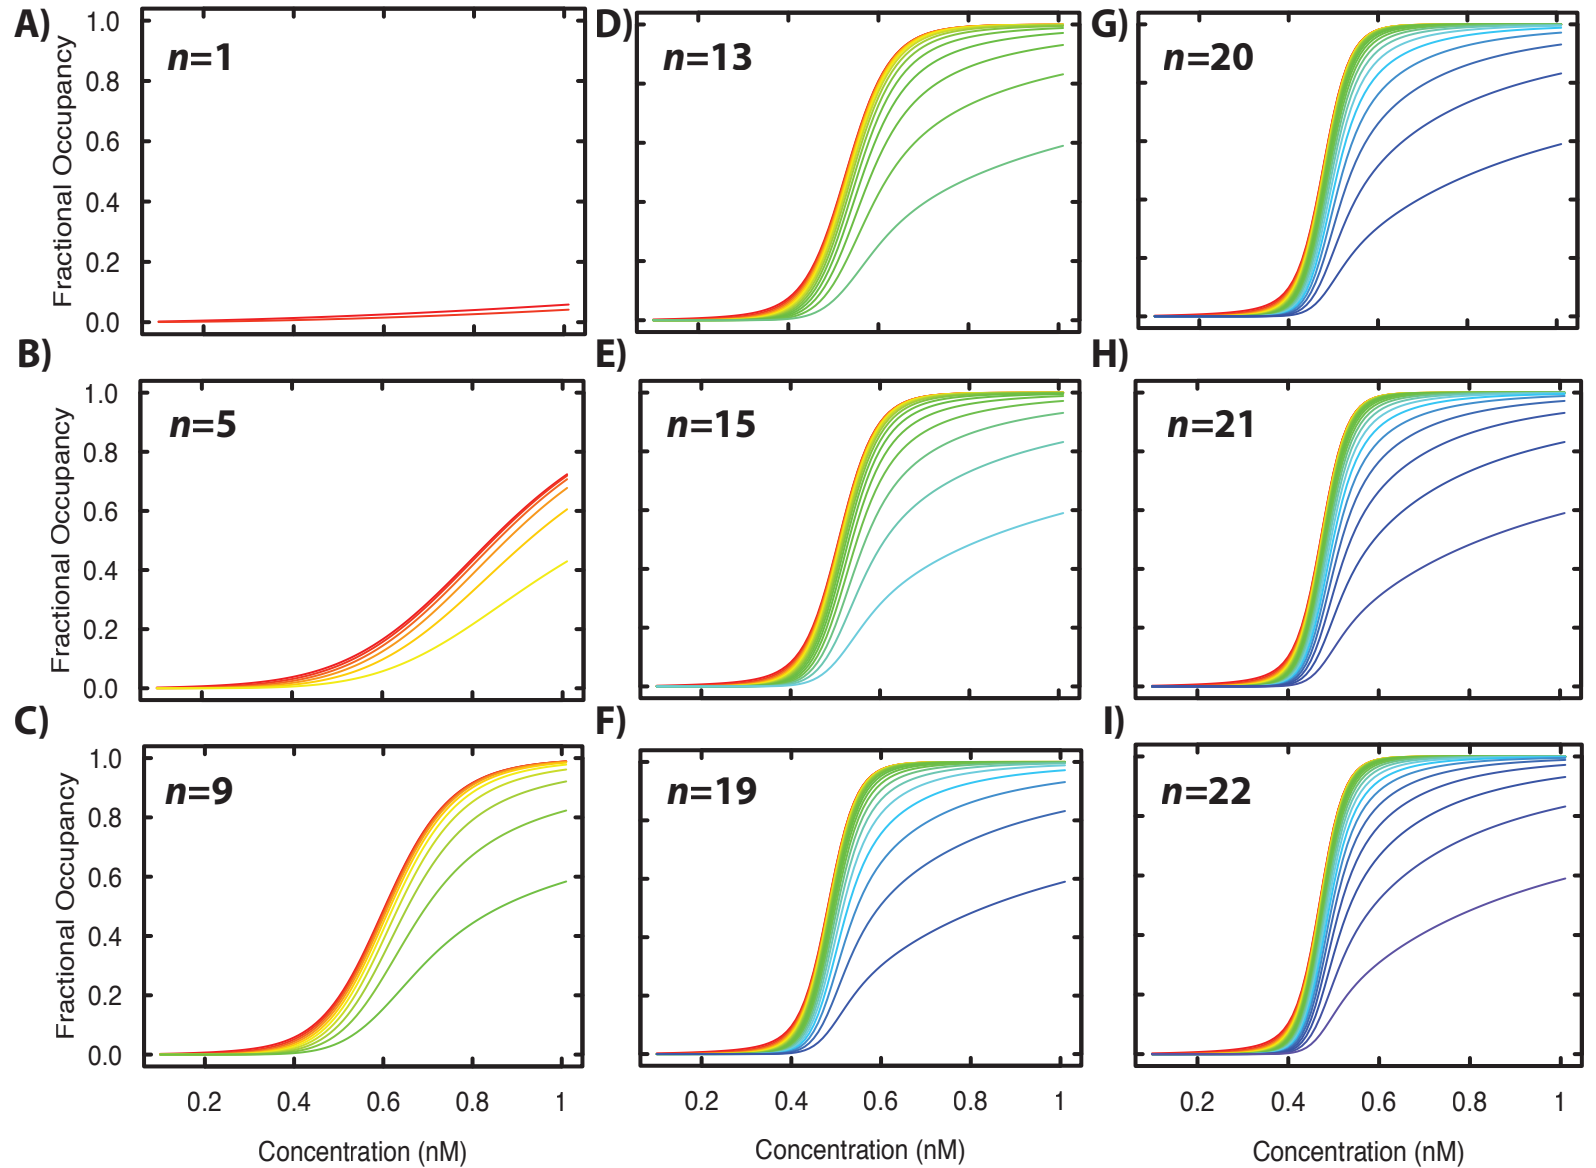 A)
n=1
1.0
0.8
0.6
0.4
0.2
0.0
Fractional Occupancy
B)
n=5
1.0
0.8
0.6
0.4
0.2
0.0
Fractional Occupancy
C)
n=9
1.0
0.8
0.6
0.4
0.2
0.0
Fractional Occupancy
0.2 0.4 0.6 0.8 1
Concentration (nM)
D)
n=13
E)
n=15
F)
n=19
0.2 0.4 0.6 0.8 1
Concentration (nM)
G)
n=20
H)
n=21
I)
n=22
0.2 0.4 0.6 0.8 1
Concentration (nM)